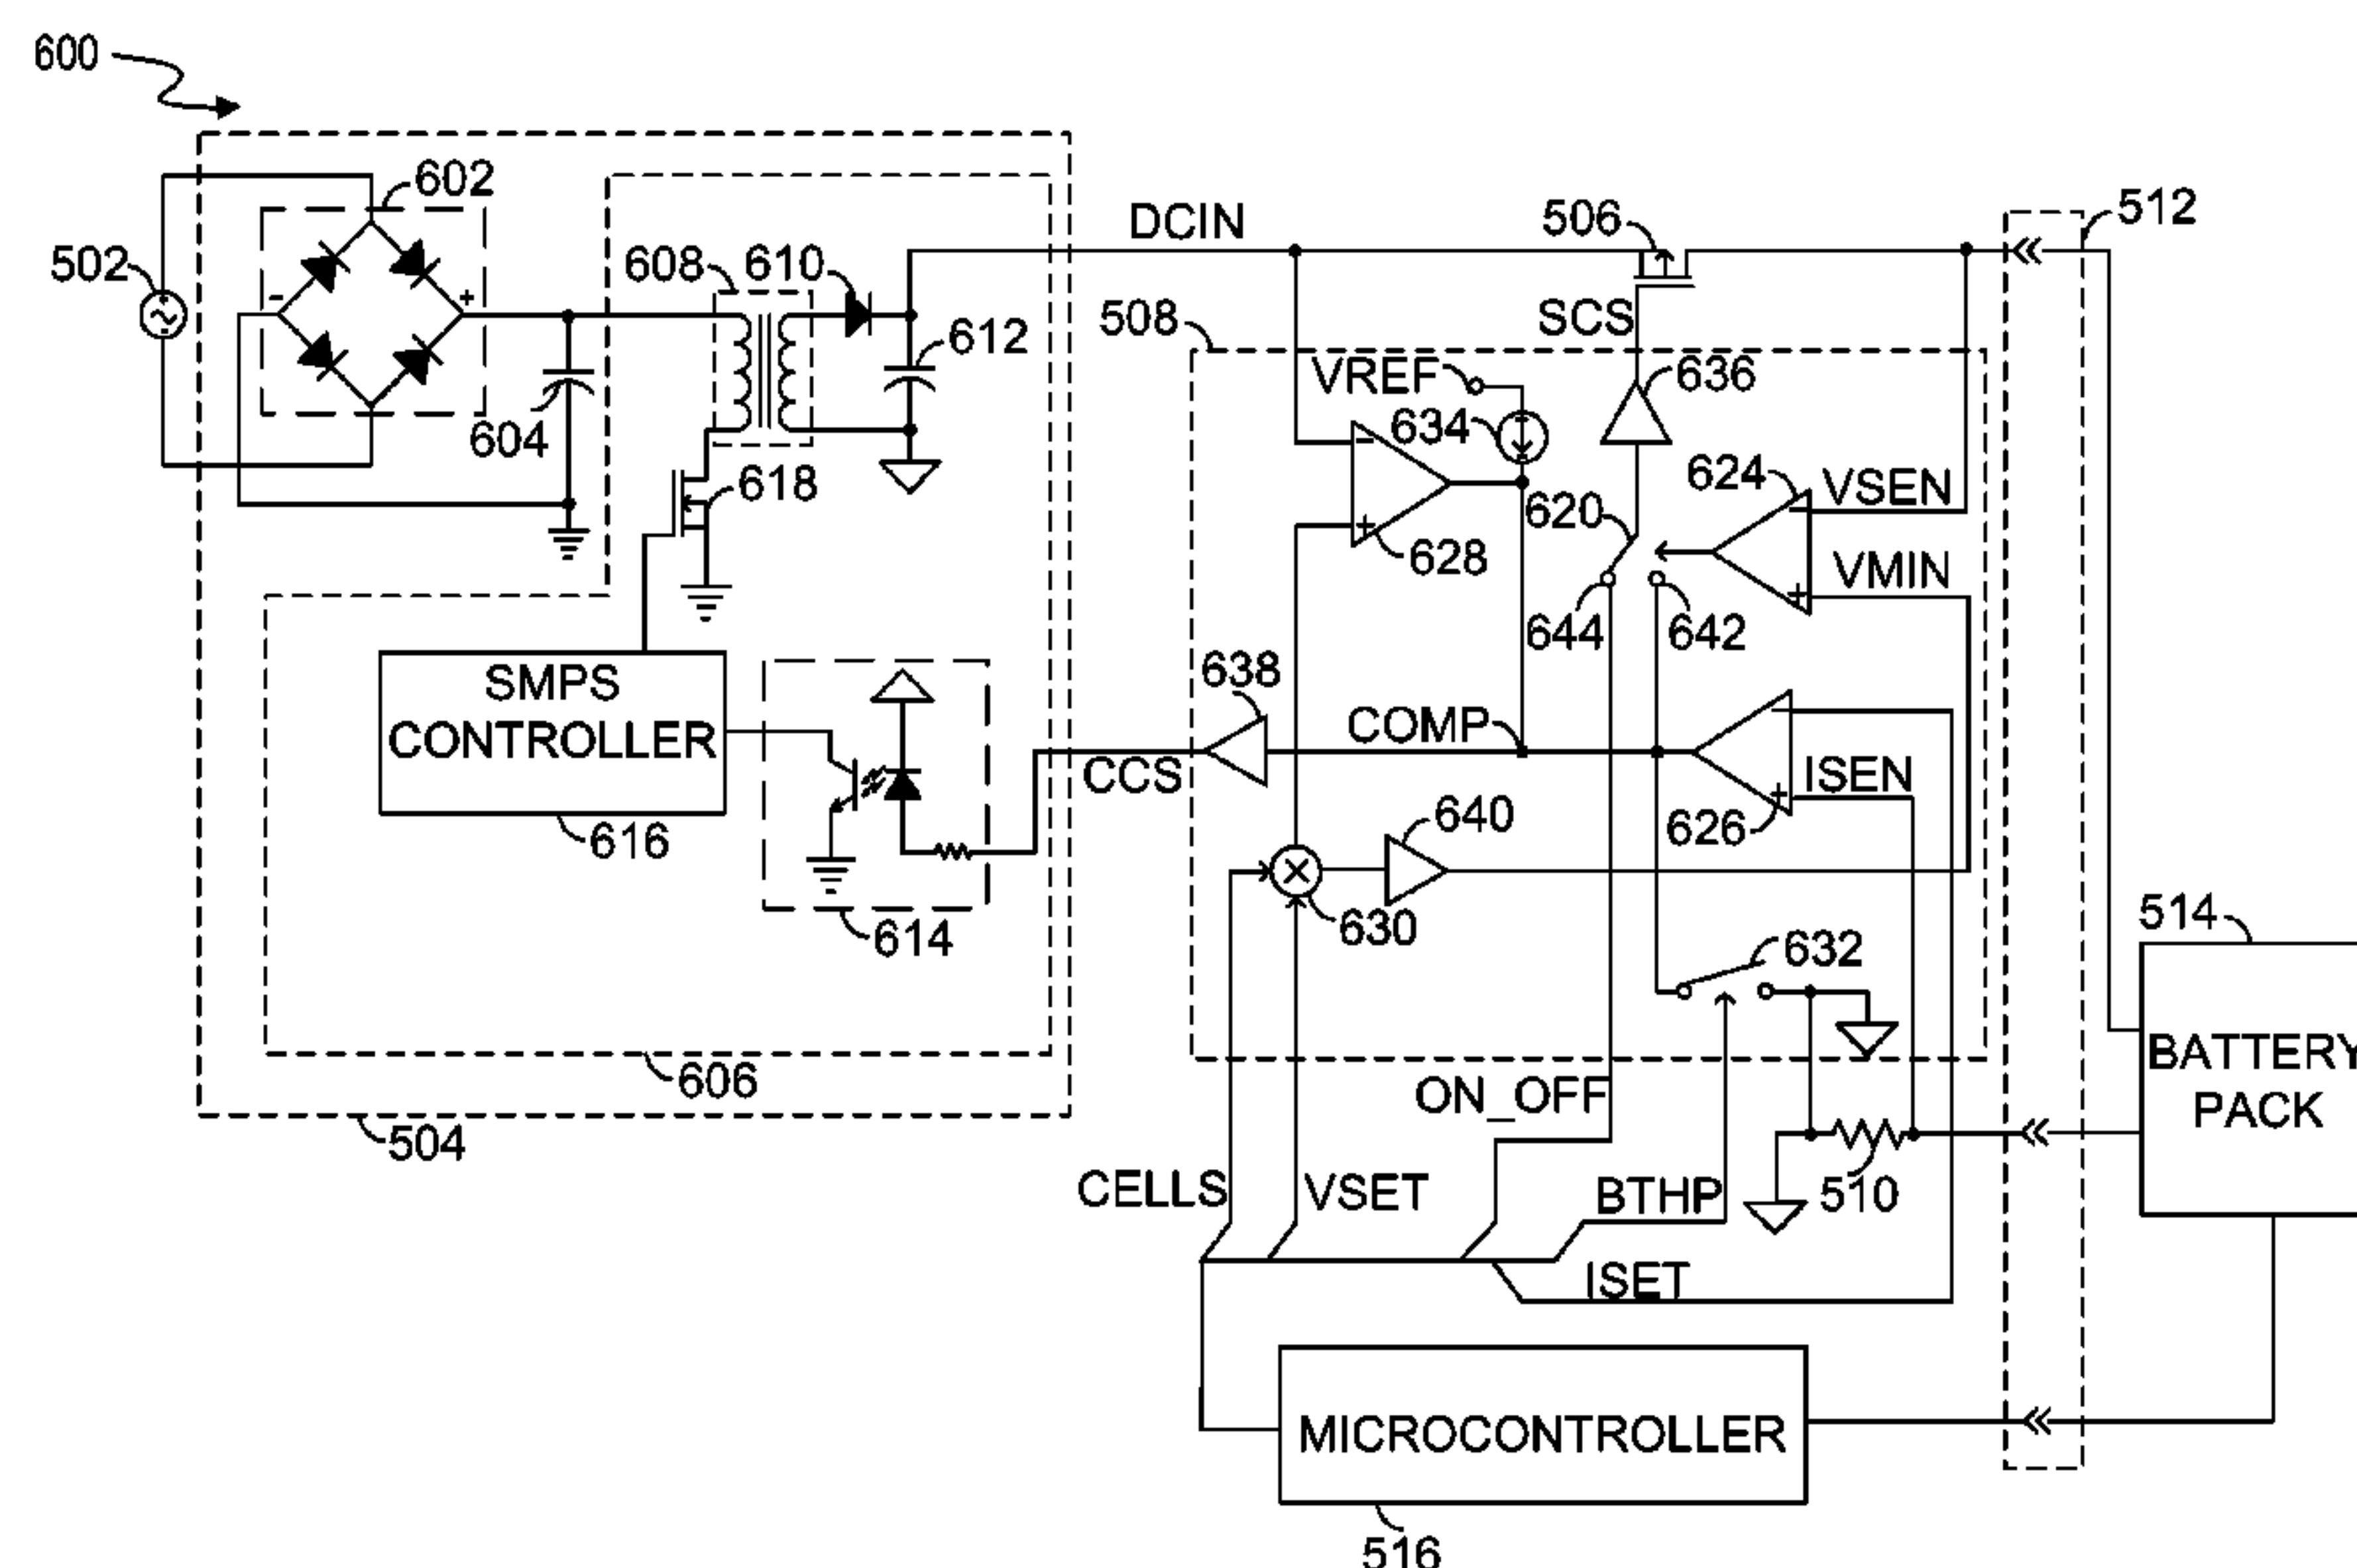 600
602
502
DCIN
506
512
608
610
508
SCS
612
VREF
636
634
604
618
624
VSEN
620
628
VMIN
644
642
638
SMPS
CONTROLLER
COMP
CCS
ISEN
640
626
616
630
614
632
514
BATTERY
PACK
606
ON_OFF
504
CELLS
VSET
BTHP
510
ISET
MICROCONTROLLER
516